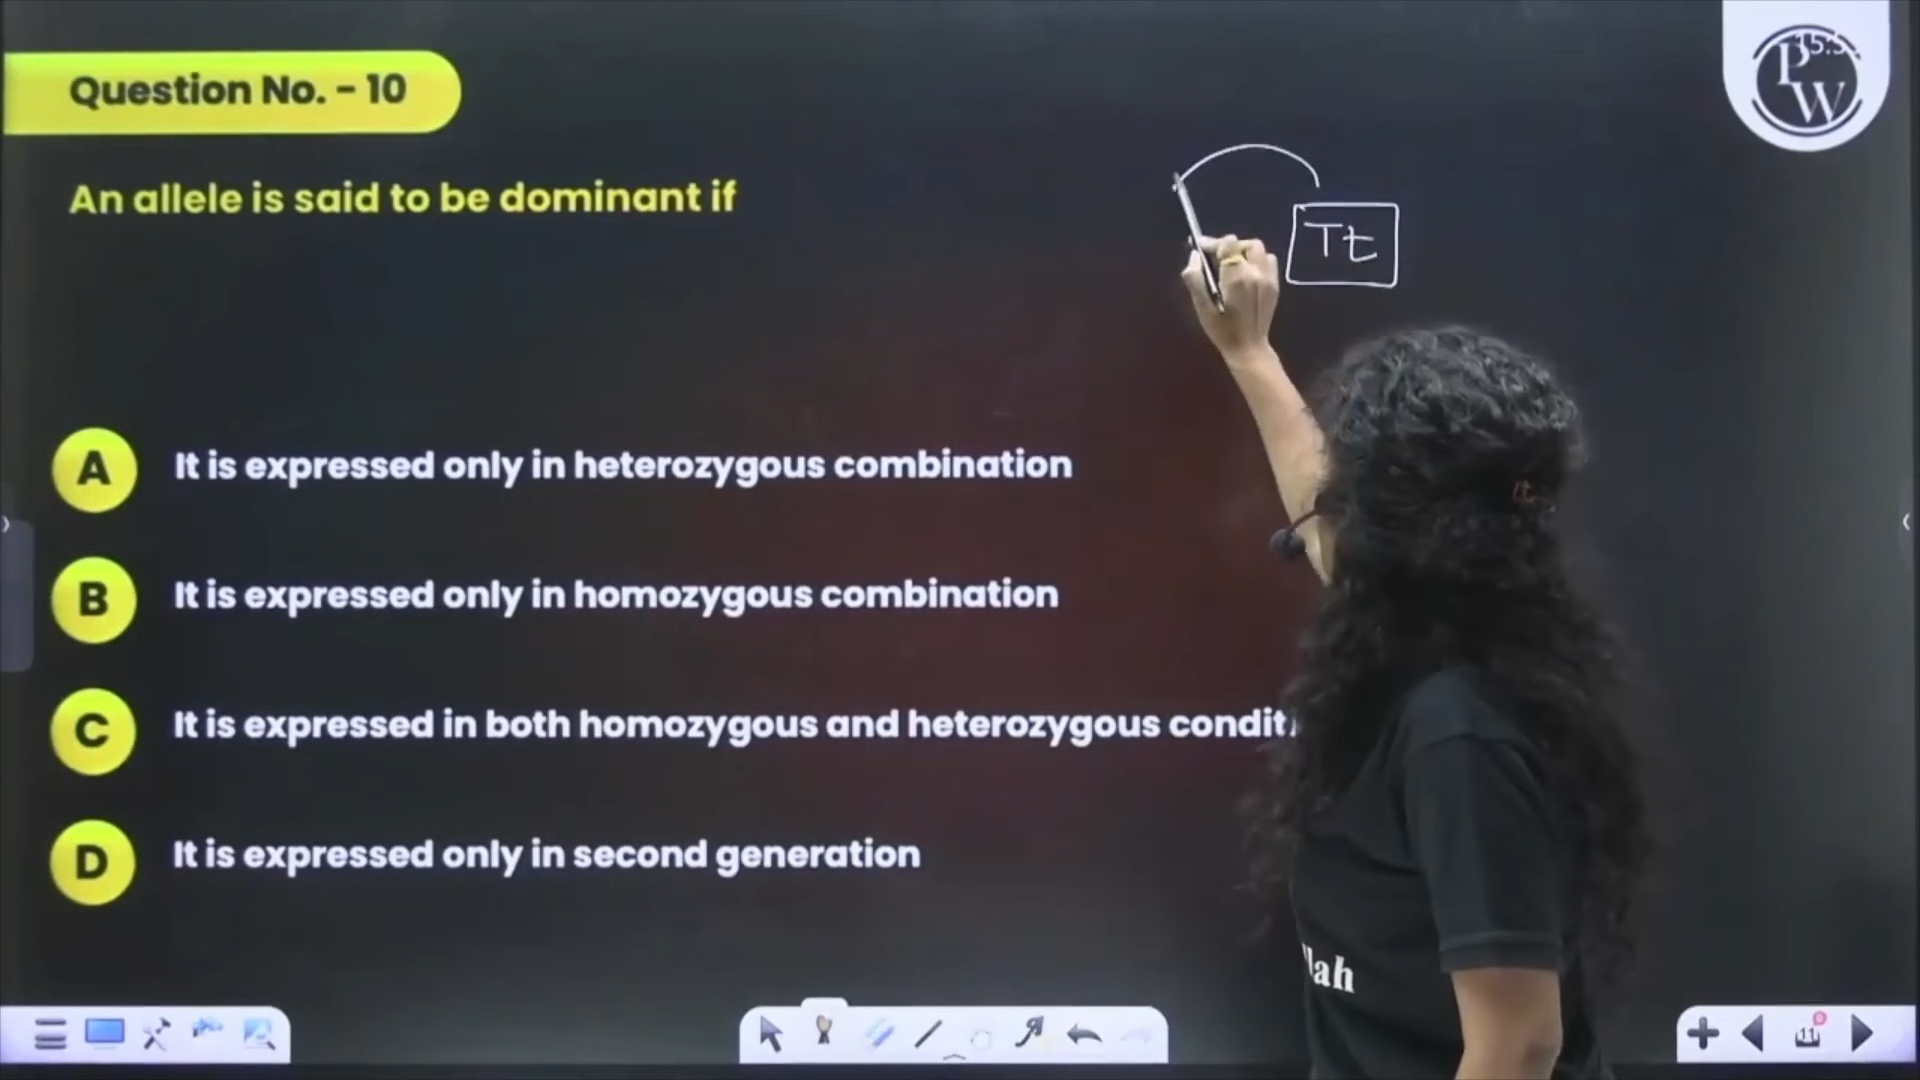 Question No. - 10
An allele is said to be dominant if
Tt
A It is expressed only in heterozygous combination
B It is expressed only in homozygous combination
C It is expressed in both homozygous and heterozygous condit
D It is expressed only in second generation
PW
lah
11